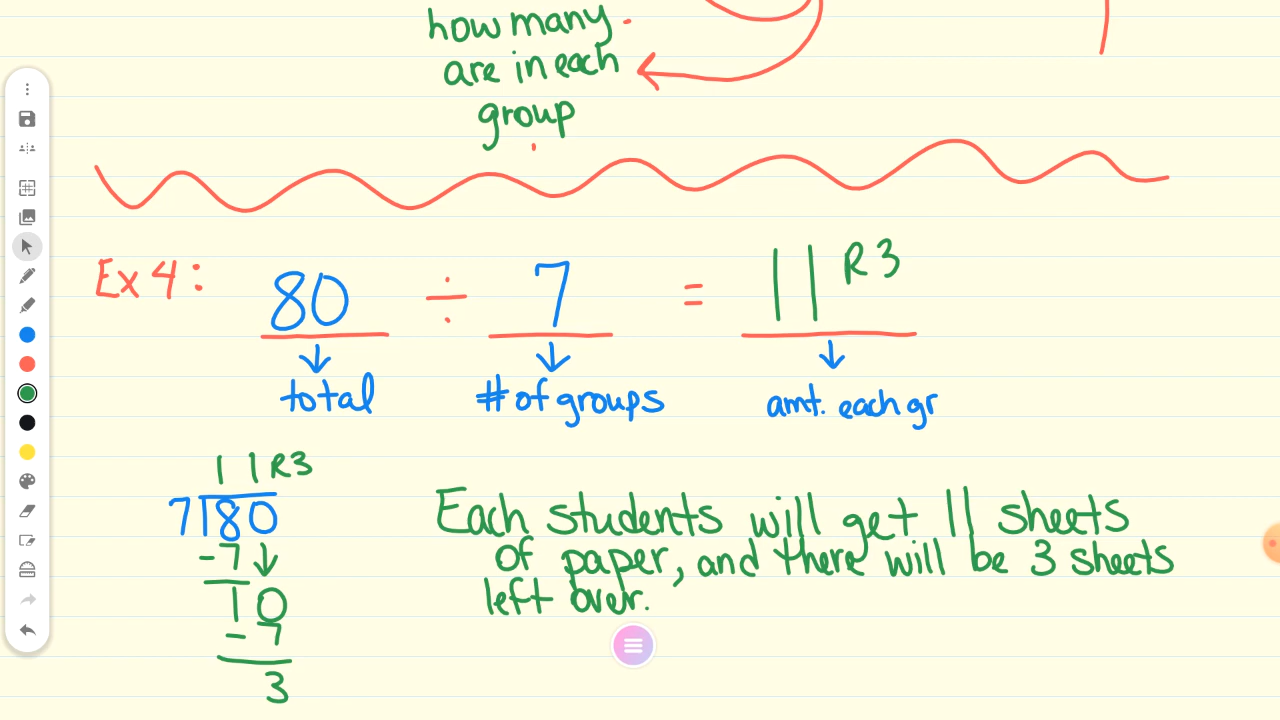 how many
are in each
group
Ex 4: 80 ÷ 7 = 11 R3
total # of groups amt. each gr
11 R3
7 80
-7
10
-7
3
Each students will get 11 sheets
of paper, and there will be 3 sheets
left over.